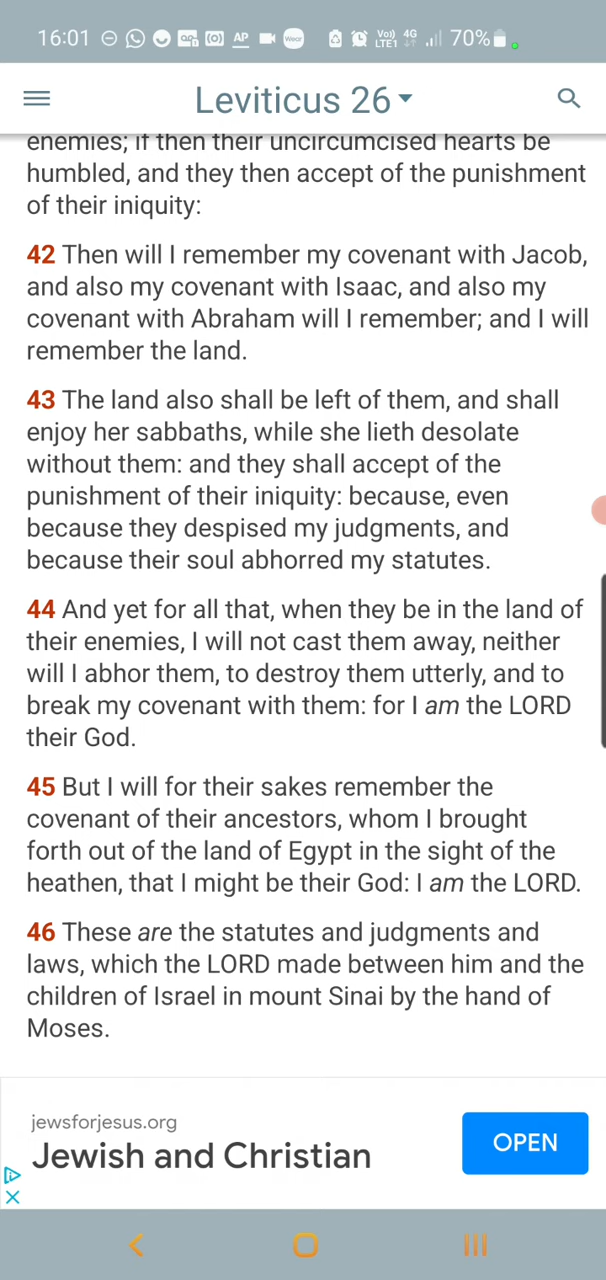 16:01 AP Wear Vo)) LTE1 4G 70%
Leviticus 26
enemies; if then their uncircumcised hearts be
humbled, and they then accept of the punishment
of their iniquity:
42 Then will I remember my covenant with Jacob,
and also my covenant with Isaac, and also my
covenant with Abraham will I remember; and I will
remember the land.
43 The land also shall be left of them, and shall
enjoy her sabbaths, while she lieth desolate
without them: and they shall accept of the
punishment of their iniquity: because, even
because they despised my judgments, and
because their soul abhorred my statutes.
44 And yet for all that, when they be in the land of
their enemies, I will not cast them away, neither
will I abhor them, to destroy them utterly, and to
break my covenant with them: for I am the LORD
their God.
45 But I will for their sakes remember the
covenant of their ancestors, whom I brought
forth out of the land of Egypt in the sight of the
heathen, that I might be their God: I am the LORD.
46 These are the statutes and judgments and
laws, which the LORD made between him and the
children of Israel in mount Sinai by the hand of
Moses.
jewsforjesus.org
Jewish and Christian
OPEN